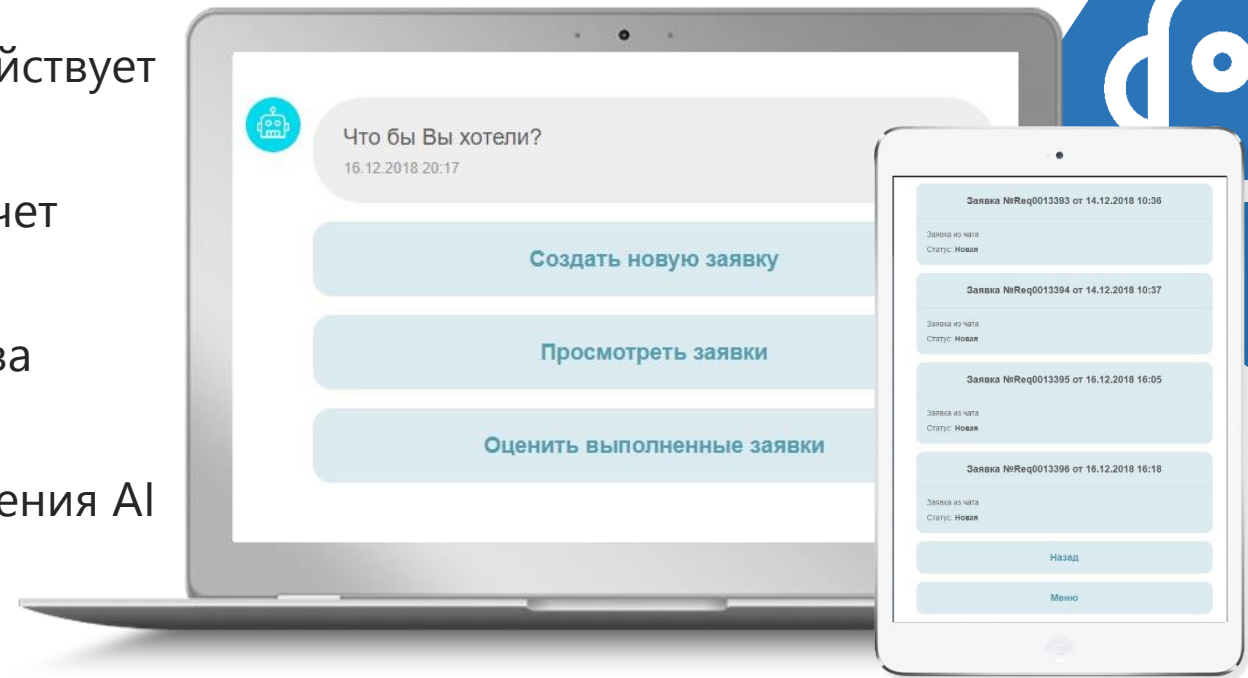 йствует
чет
ва
ения AI
Что бы Вы хотели?
16.12.2018 20:17
Создать новую заявку
Просмотреть заявки
Оценить выполненные заявки
Заявка №Req0013393 от 14.12.2018 10:36
Заявка из чата
Статус: Новая
Заявка №Req0013394 от 14.12.2018 10:37
Заявка из чата
Статус: Новая
Заявка №Req0013395 от 16.12.2018 16:05
Заявка из чата
Статус: Новая
Заявка №Req0013396 от 16.12.2018 16:18
Заявка из чата
Статус: Новая
Назад
Меню